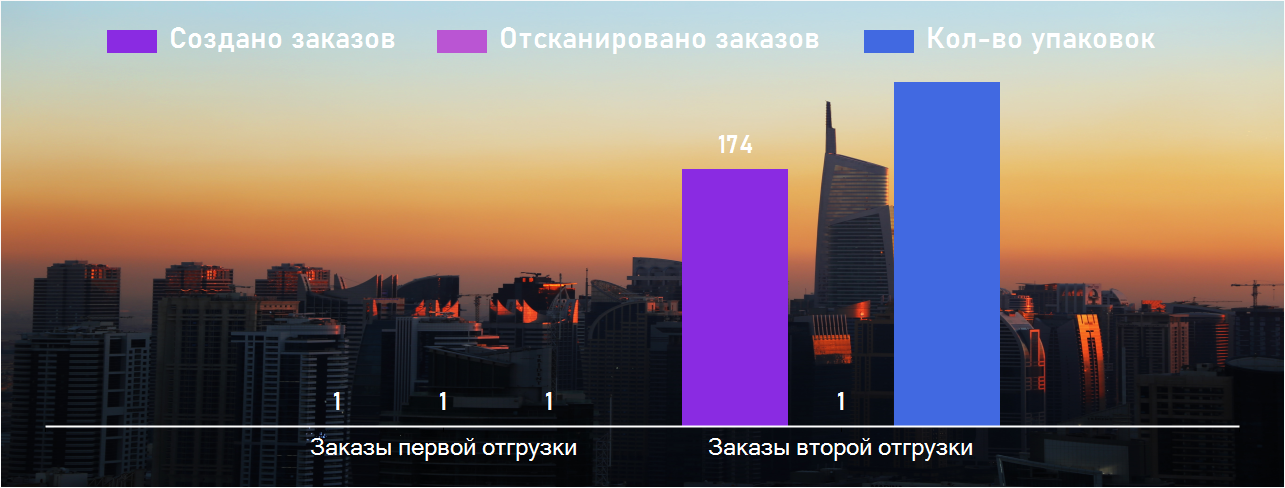 Создано заказов Отсканировано заказов Кол-во упаковок
174
1 1 1 1
Заказы первой отгрузки Заказы второй отгрузки